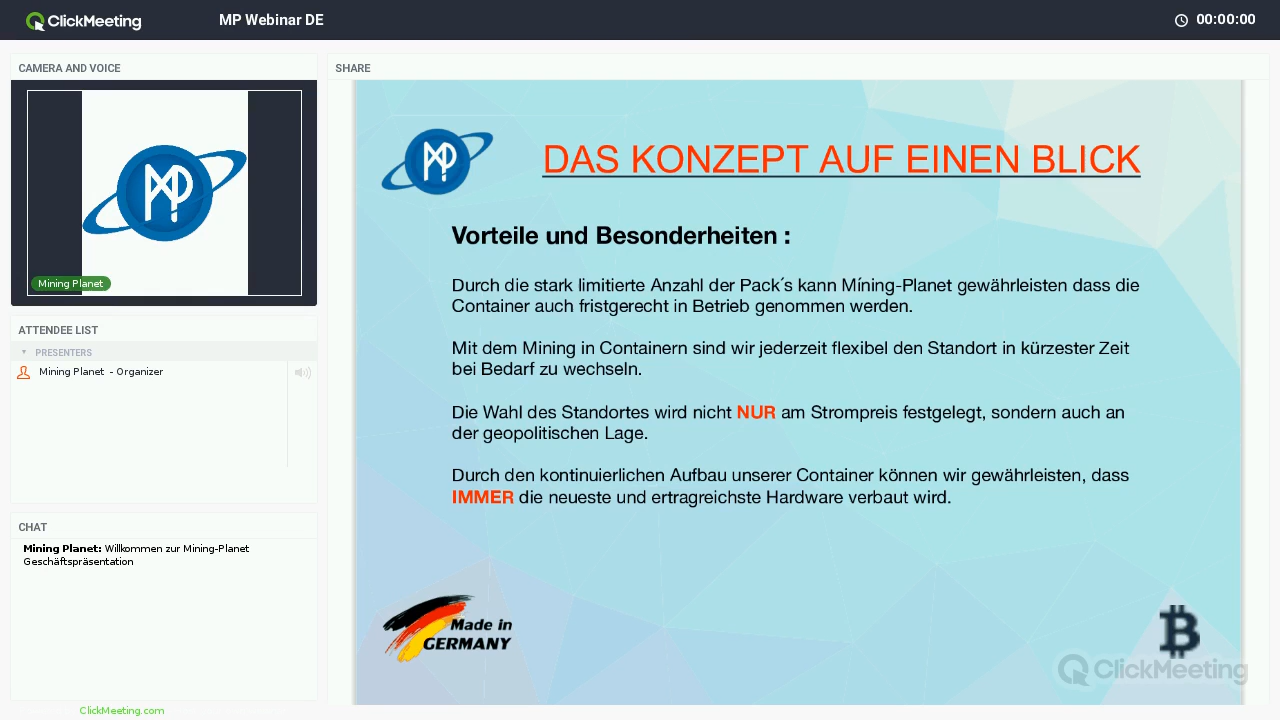 ClickMeeting
MP Webinar DE
00:00:00
CAMERA AND VOICE
MP
Mining Planet
ATTENDEE LIST
PRESENTERS
Mining Planet - Organizer
CHAT
Mining Planet: Willkommen zur Mining-Planet
Geschäftspräsentation
ClickMeeting.com
SHARE
MP
DAS KONZEPT AUF EINEN BLICK
Vorteile und Besonderheiten :
Durch die stark limitierte Anzahl der Pack´s kann Míning-Planet gewährleisten dass die
Container auch fristgerecht in Betrieb genommen werden.
Mit dem Mining in Containern sind wir jederzeit flexibel den Standort in kürzester Zeit
bei Bedarf zu wechseln.
Die Wahl des Standortes wird nicht NUR am Strompreis festgelegt, sondern auch an
der geopolitischen Lage.
Durch den kontinuierlichen Aufbau unserer Container können wir gewährleisten, dass
IMMER die neueste und ertragreichste Hardware verbaut wird.
Made in
GERMANY
ClickMeeting